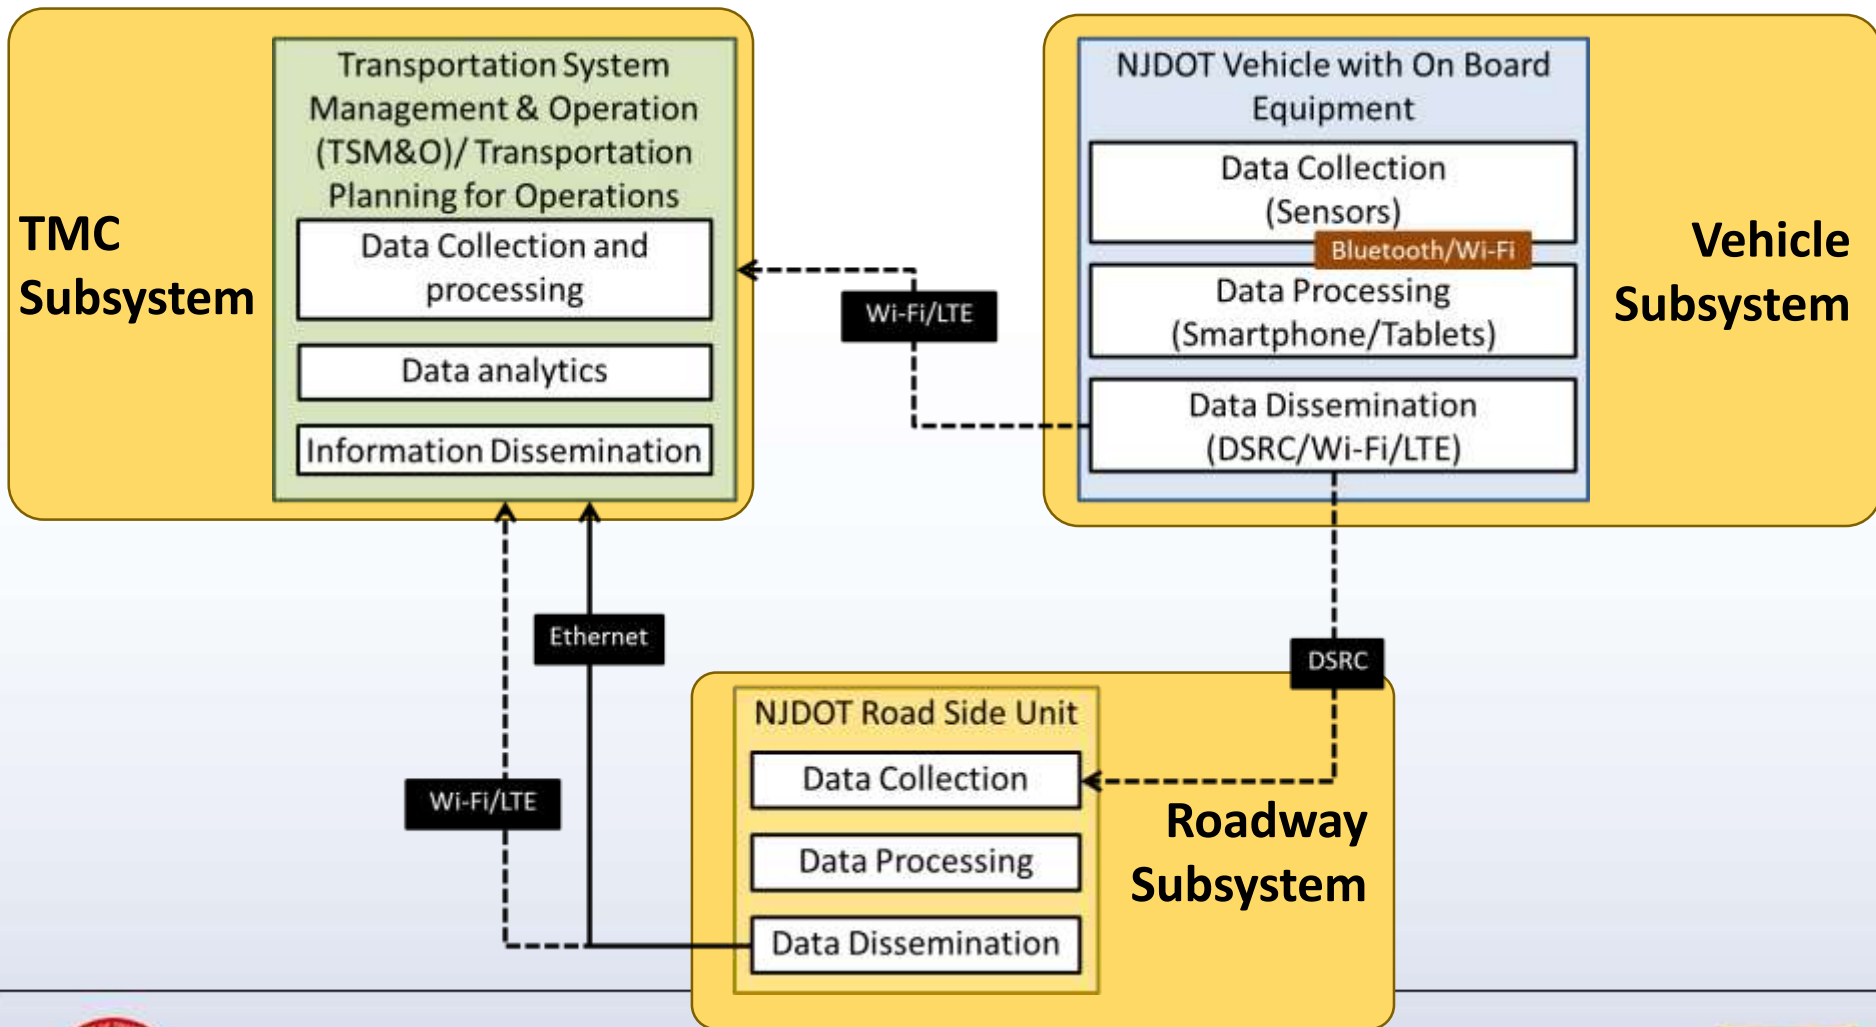 TMC
Subsystem
Transportation System
Management & Operation
(TSM&O)/ Transportation
Planning for Operations
Data Collection and
processing
Data analytics
Information Dissemination
Wi-Fi/LTE
NJDOT Vehicle with On Board
Equipment
Data Collection
(Sensors)
Bluetooth/Wi-Fi
Data Processing
(Smartphone/Tablets)
Data Dissemination
(DSRC/Wi-Fi/LTE)
Vehicle
Subsystem
Ethernet
DSRC
Wi-Fi/LTE
NJDOT Road Side Unit
Data Collection
Data Processing
Data Dissemination
Roadway
Subsystem